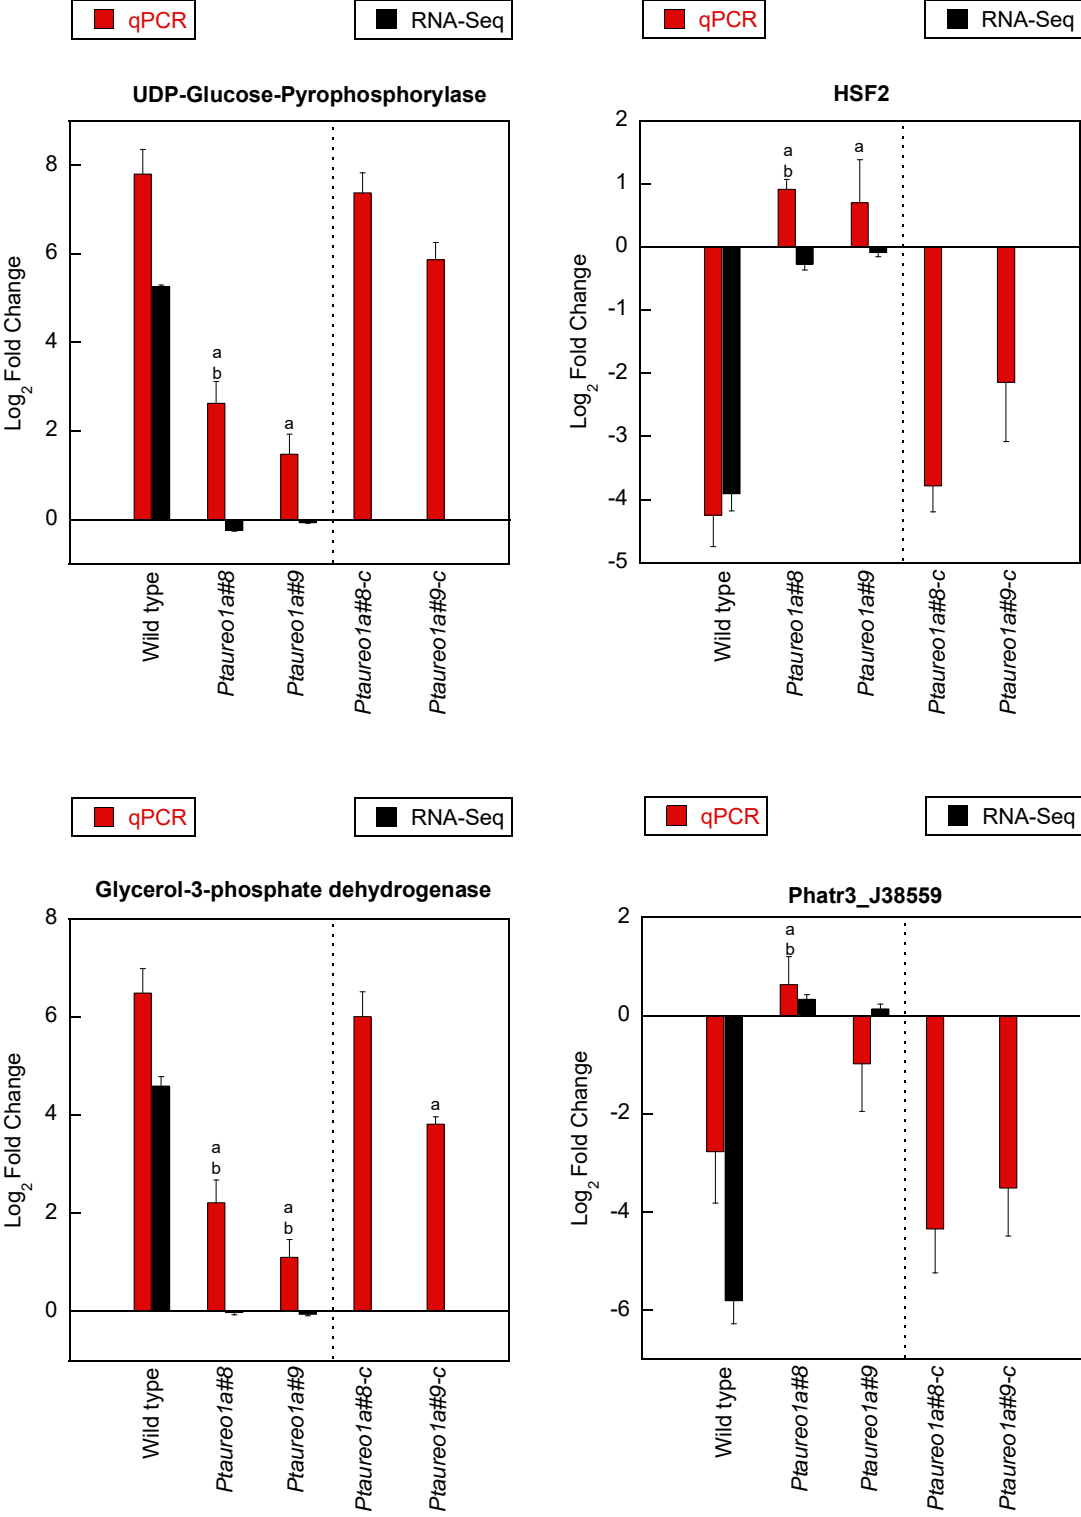 qPCR
RNA-Seq
UDP-Glucose-Pyrophosphorylase
Log2 Fold Change
8
6
4
2
0
a
b
a
Wild type
Ptaureo1a#8
Ptaureo1a#9
Ptaureo1a#8-c
Ptaureo1a#9-c
qPCR
RNA-Seq
HSF2
Log2 Fold Change
2
1
0
-1
-2
-3
-4
-5
a
b
a
Wild type
Ptaureo1a#8
Ptaureo1a#9
Ptaureo1a#8-c
Ptaureo1a#9-c
qPCR
RNA-Seq
Glycerol-3-phosphate dehydrogenase
Log2 Fold Change
8
6
4
2
0
a
b
a
b
a
Wild type
Ptaureo1a#8
Ptaureo1a#9
Ptaureo1a#8-c
Ptaureo1a#9-c
qPCR
RNA-Seq
Phatr3_J38559
Log2 Fold Change
2
0
-2
-4
-6
a
b
Wild type
Ptaureo1a#8
Ptaureo1a#9
Ptaureo1a#8-c
Ptaureo1a#9-c